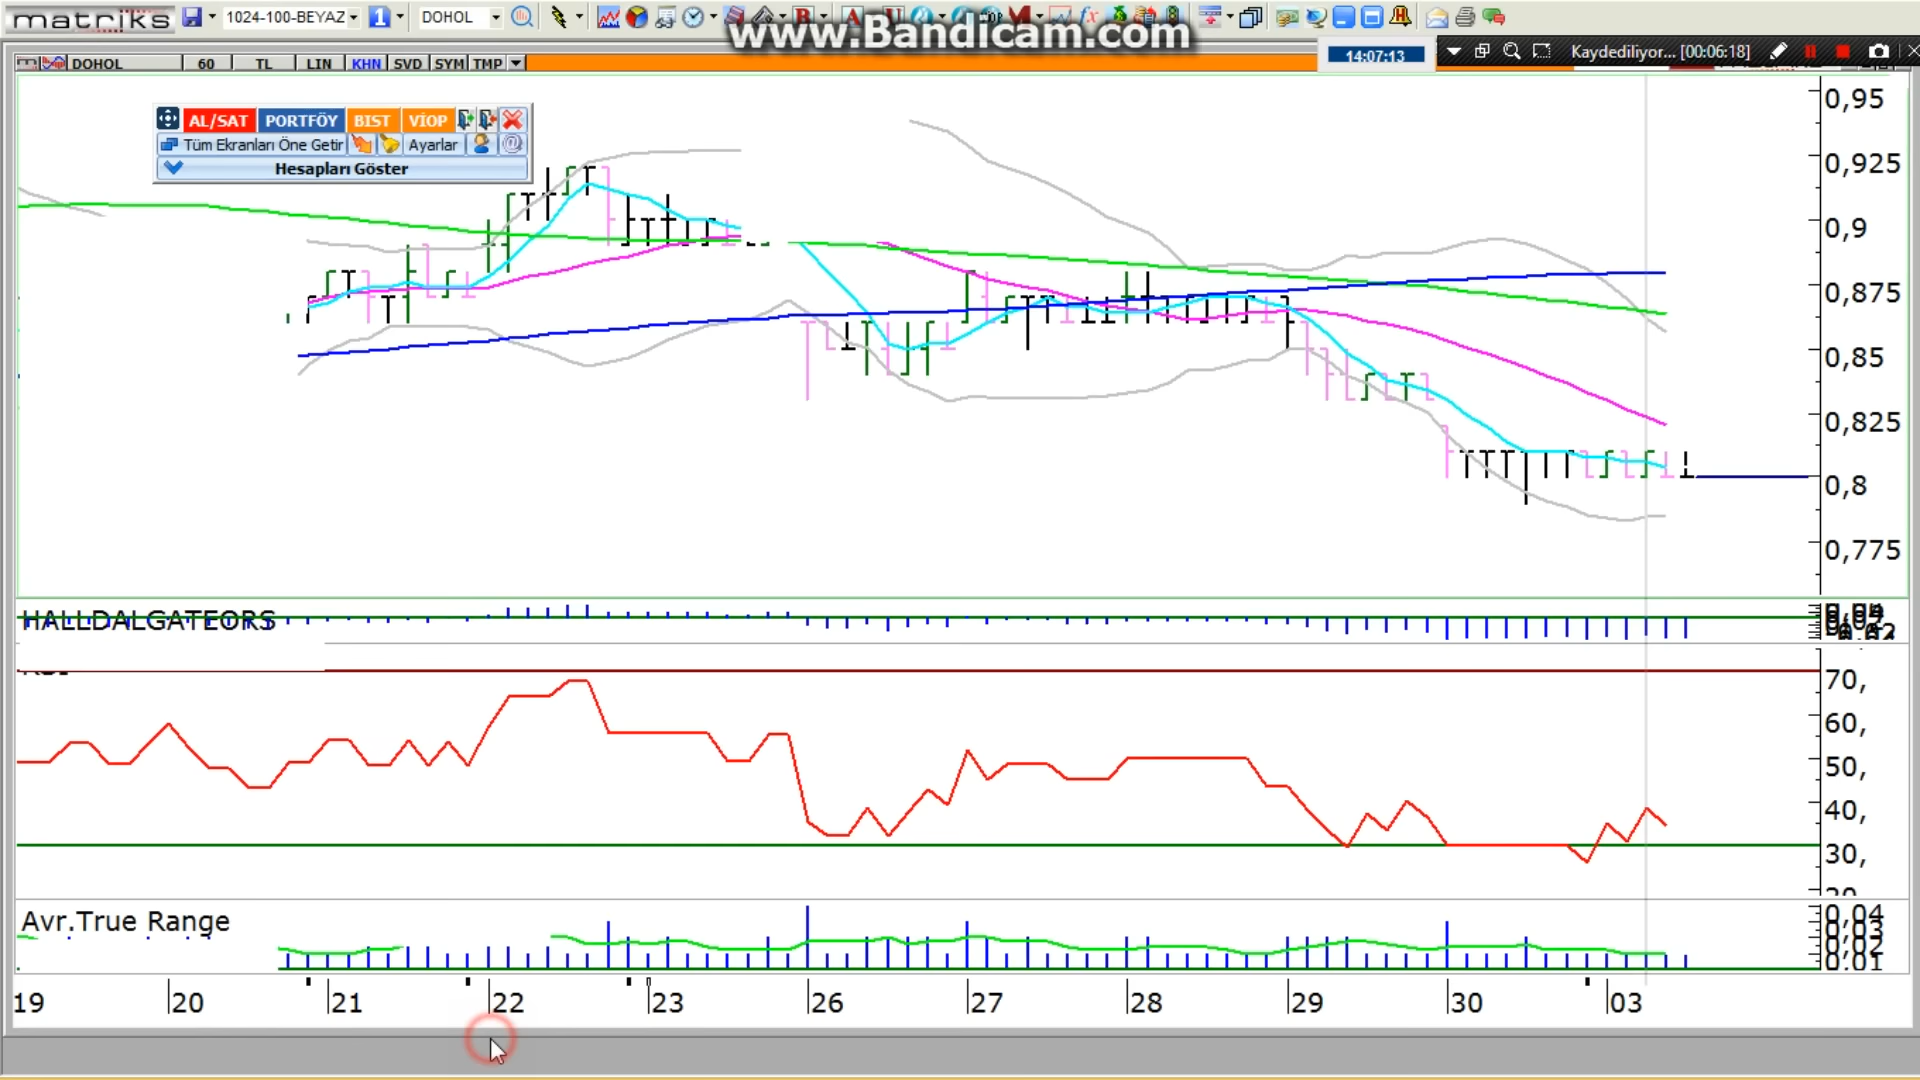 matriks 1024-100-BEYAZ 1 DOHOL
www.Bandicam.com
14:07:13 Kaydediliyor... [00:06:18]
DOHOL 60 TL LIN KHN SVD SYM TMP
AL/SAT PORTFÖY BIST VİOP
Tüm Ekranları Öne Getir Ayarlar
Hesapları Göster
0,95
0,925
0,9
0,875
0,85
0,825
0,8
0,775
HALLDALGATEORS
70,
60,
50,
40,
30,
Avr.True Range
0.04
0.03
0.02
0.01
19 20 21 22 23 26 27 28 29 30 03